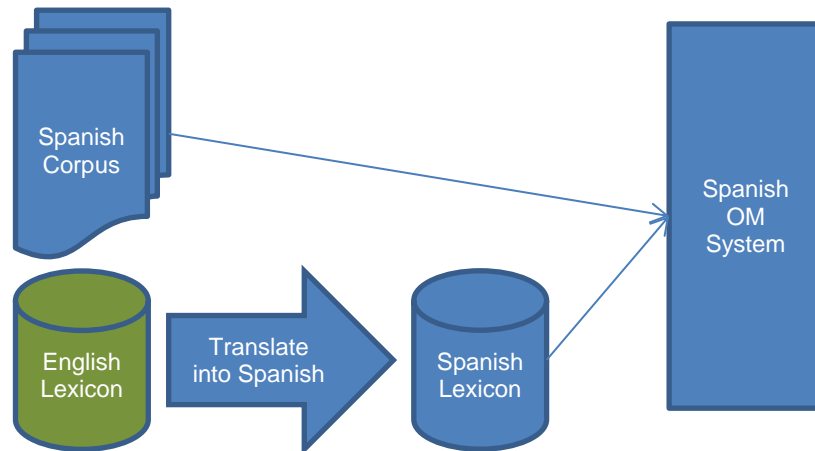 Spanish
Corpus
Spanish
OM
System
English
Lexicon
Translate
into Spanish
Spanish
Lexicon